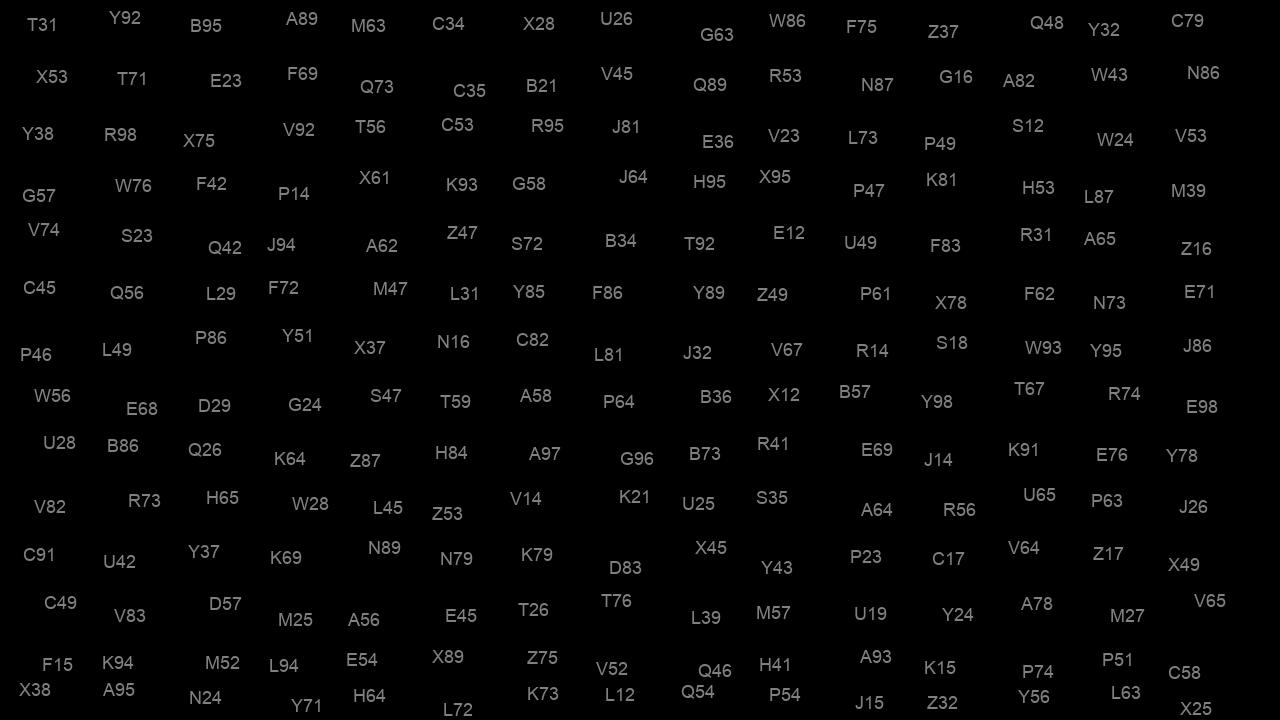 T31 Y92 B95 A89 M63 C34 X28 U26 G63 W86 F75 Z37 Q48 Y32 C79
X53 T71 E23 F69 Q73 C35 B21 V45 Q89 R53 N87 G16 A82 W43 N86
Y38 R98 X75 V92 T56 C53 R95 J81 E36 V23 L73 P49 S12 W24 V53
G57 W76 F42 P14 X61 K93 G58 J64 H95 X95 P47 K81 H53 L87 M39
V74 S23 Q42 J94 A62 Z47 S72 B34 T92 E12 U49 F83 R31 A65 Z16
C45 Q56 L29 F72 M47 L31 Y85 F86 Y89 Z49 P61 X78 F62 N73 E71
P46 L49 P86 Y51 X37 N16 C82 L81 J32 V67 R14 S18 W93 Y95 J86
W56 E68 D29 G24 S47 T59 A58 P64 B36 X12 B57 Y98 T67 R74 E98
U28 B86 Q26 K64 Z87 H84 A97 G96 B73 R41 E69 J14 K91 E76 Y78
V82 R73 H65 W28 L45 Z53 V14 K21 U25 S35 A64 R56 U65 P63 J26
C91 U42 Y37 K69 N89 N79 K79 D83 X45 Y43 P23 C17 V64 Z17 X49
C49 V83 D57 M25 A56 E45 T26 T76 L39 M57 U19 Y24 A78 M27 V65
F15 K94 M52 L94 E54 X89 Z75 V52 Q46 H41 A93 K15 P74 P51 C58
X38 A95 N24 Y71 H64 L72 K73 L12 Q54 P54 J15 Z32 Y56 L63 X25